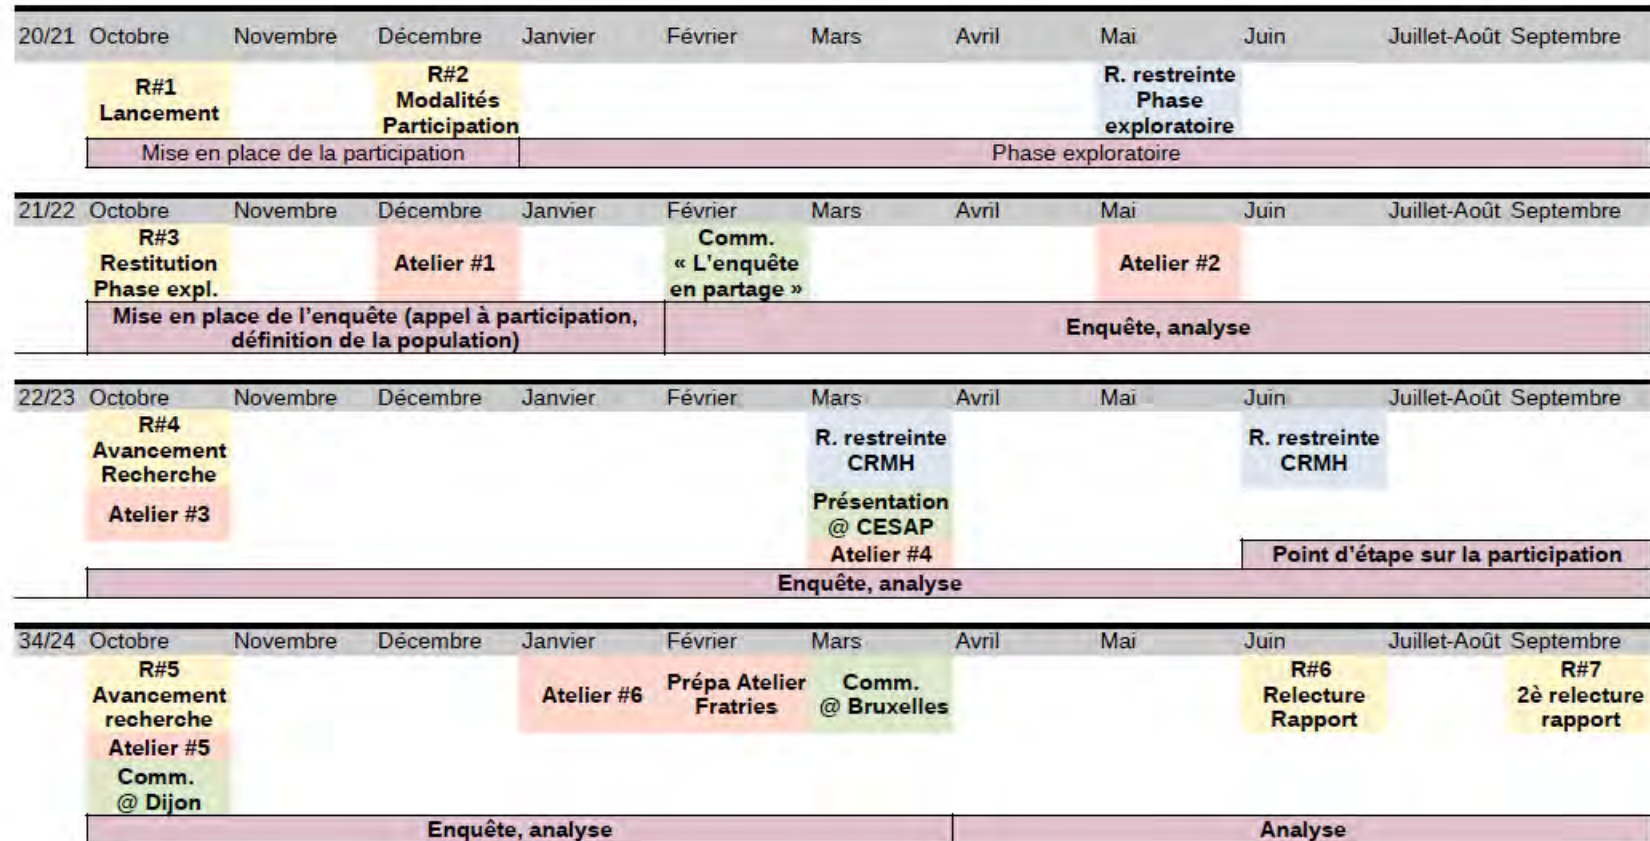 20/21 Octobre Novembre Décembre Janvier Février Mars Avril Mai Juin Juillet-Août Septembre
R#1
Lancement
R#2
Modalités
Participation
R. restreinte
Phase
exploratoire
Mise en place de la participation
Phase exploratoire
21/22 Octobre Novembre Décembre Janvier Février Mars Avril Mai Juin Juillet-Août Septembre
R#3
Restitution
Phase expl.
Atelier #1
Comm.
« L'enquête
en partage »
Atelier #2
Mise en place de l'enquête (appel à participation,
définition de la population)
Enquête, analyse
22/23 Octobre Novembre Décembre Janvier Février Mars Avril Mai Juin Juillet-Août Septembre
R#4
Avancement
Recherche
Atelier #3
R. restreinte
CRMH
Présentation
@ CESAP
Atelier #4
R. restreinte
CRMH
Point d'étape sur la participation
Enquête, analyse
34/24 Octobre Novembre Décembre Janvier Février Mars Avril Mai Juin Juillet-Août Septembre
R#5
Avancement
recherche
Atelier #5
Comm.
@ Dijon
Atelier #6
Prépa Atelier
Fratries
Comm.
@ Bruxelles
R#6
Relecture
Rapport
R#7
2è relecture
rapport
Enquête, analyse
Analyse